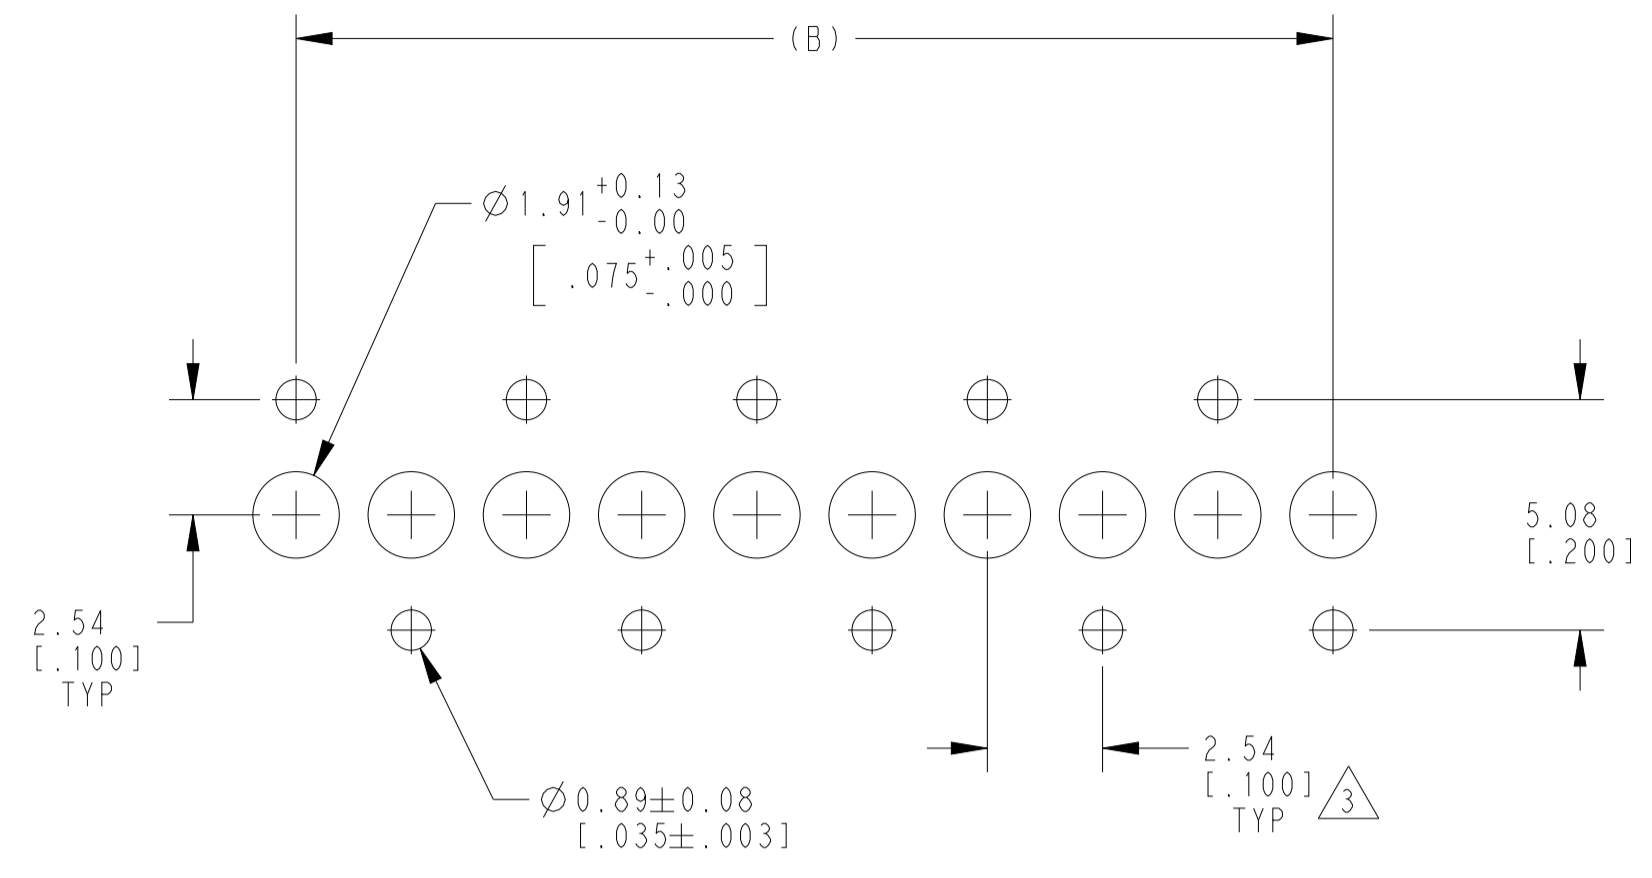 (B)
Ø1.91 +0.13
-0.00
[ .075 +.005
-.000 ]
5.08
[.200]
2.54
[.100]
TYP
2.54
[.100] 3
TYP
Ø0.89±0.08
[.035±.003]